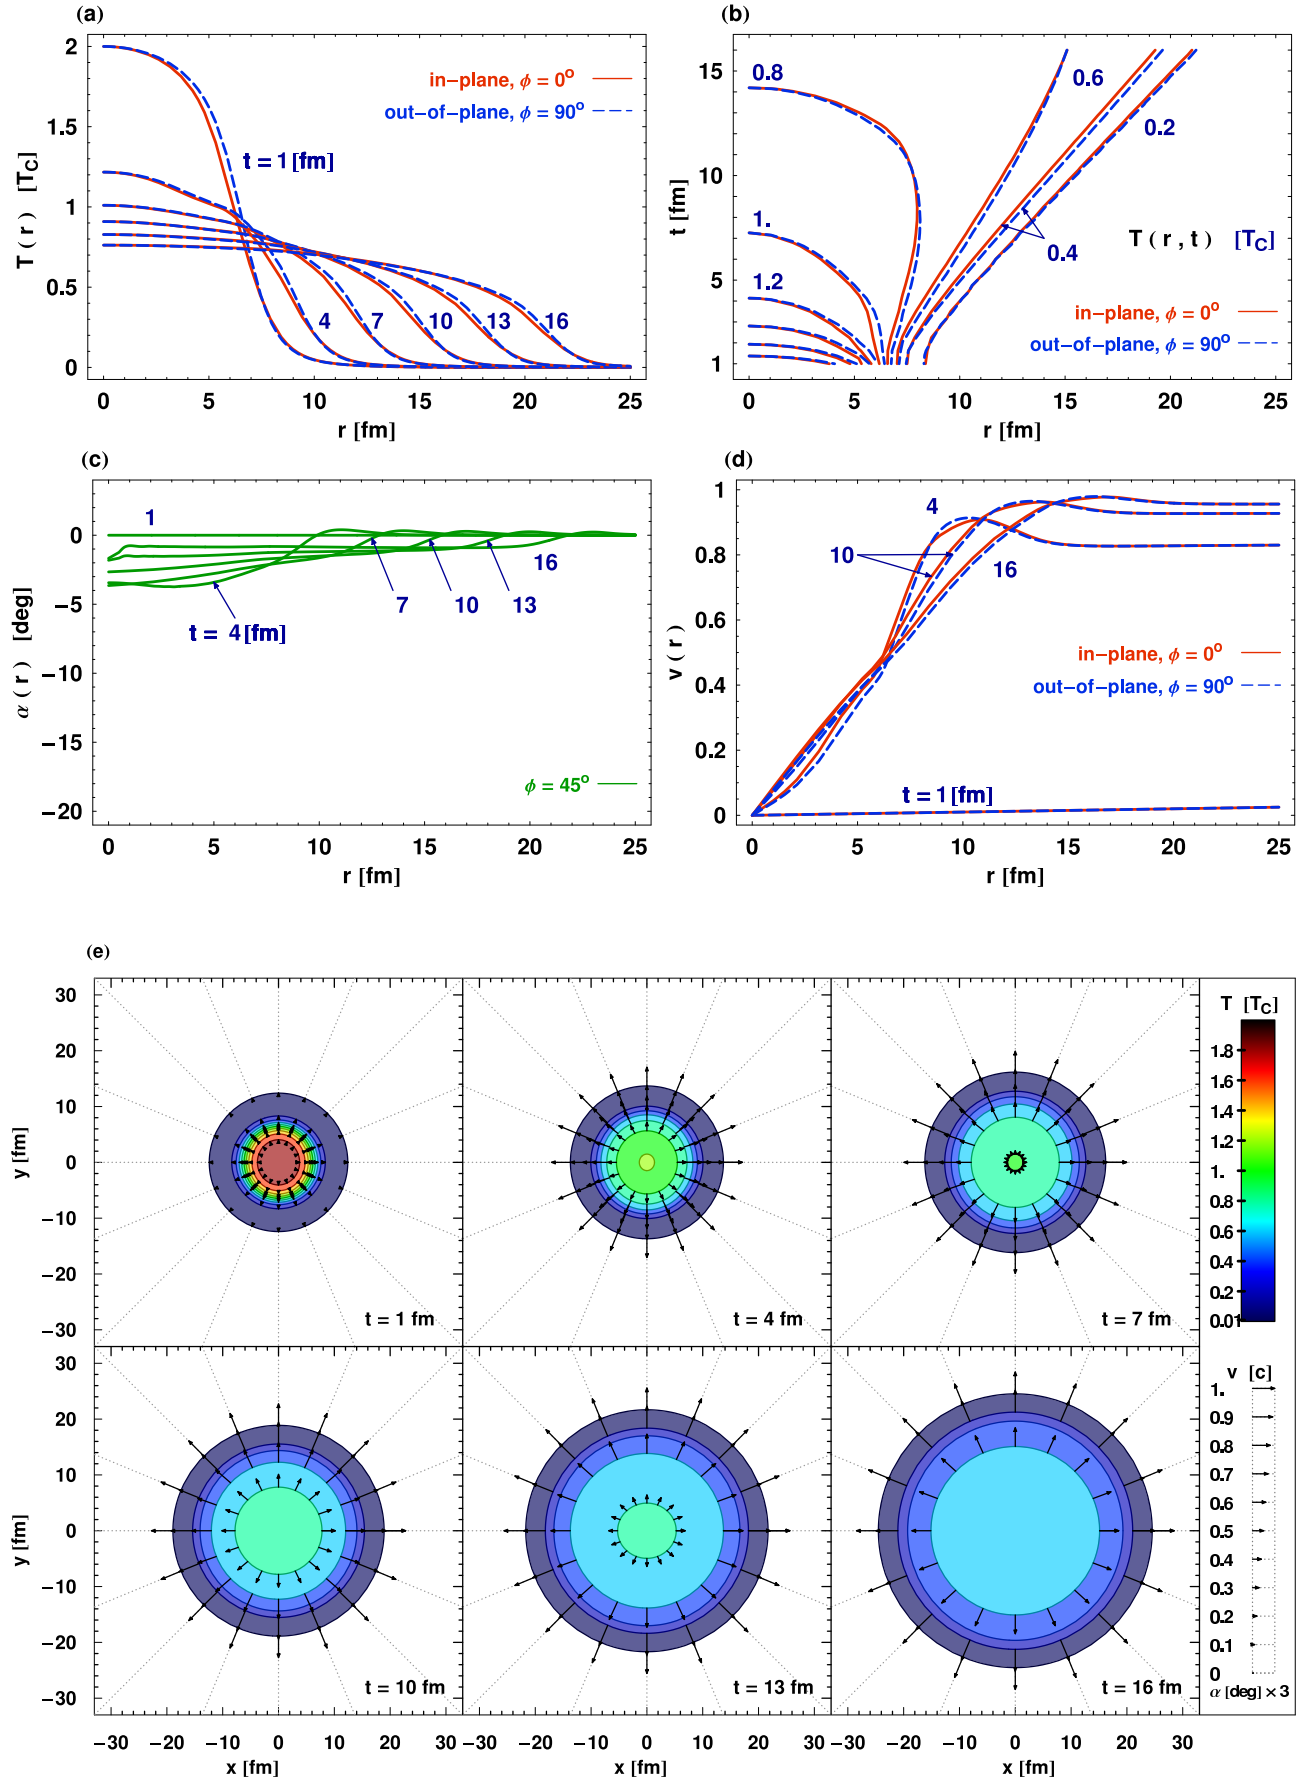 (a)
T ( r ) [T_C]
2
1.5
1
0.5
0
in−plane, ϕ = 0°
out−of−plane, ϕ = 90°
t = 1 [fm]
4 7 10 13 16
0 5 10 15 20 25
r [fm]
(b)
t [fm]
15
10
5
1
0.8
1.
1.2
0.6
0.2
0.4
T ( r , t ) [T_C]
in−plane, ϕ = 0°
out−of−plane, ϕ = 90°
0 5 10 15 20 25
r [fm]
(c)
α ( r ) [deg]
0
−5
−10
−15
−20
1
16
7 10 13
t = 4 [fm]
ϕ = 45°
0 5 10 15 20 25
r [fm]
(d)
v ( r )
1
0.8
0.6
0.4
0.2
0
4
10
16
in−plane, ϕ = 0°
out−of−plane, ϕ = 90°
t = 1 [fm]
0 5 10 15 20 25
r [fm]
(e)
y [fm]
30
20
10
0
−10
−20
−30
t = 1 fm
t = 4 fm
t = 7 fm
T [T_C]
1.8
1.6
1.4
1.2
1.0
0.8
0.6
0.4
0.2
0.01
y [fm]
30
20
10
0
−10
−20
−30
t = 10 fm
t = 13 fm
t = 16 fm
v [c]
1.
0.9
0.8
0.7
0.6
0.5
0.4
0.3
0.2
0.1
0
α [deg] × 3
−30 −20 −10 0 10 20 30
−30 −20 −10 0 10 20 30
−30 −20 −10 0 10 20 30
x [fm]
x [fm]
x [fm]